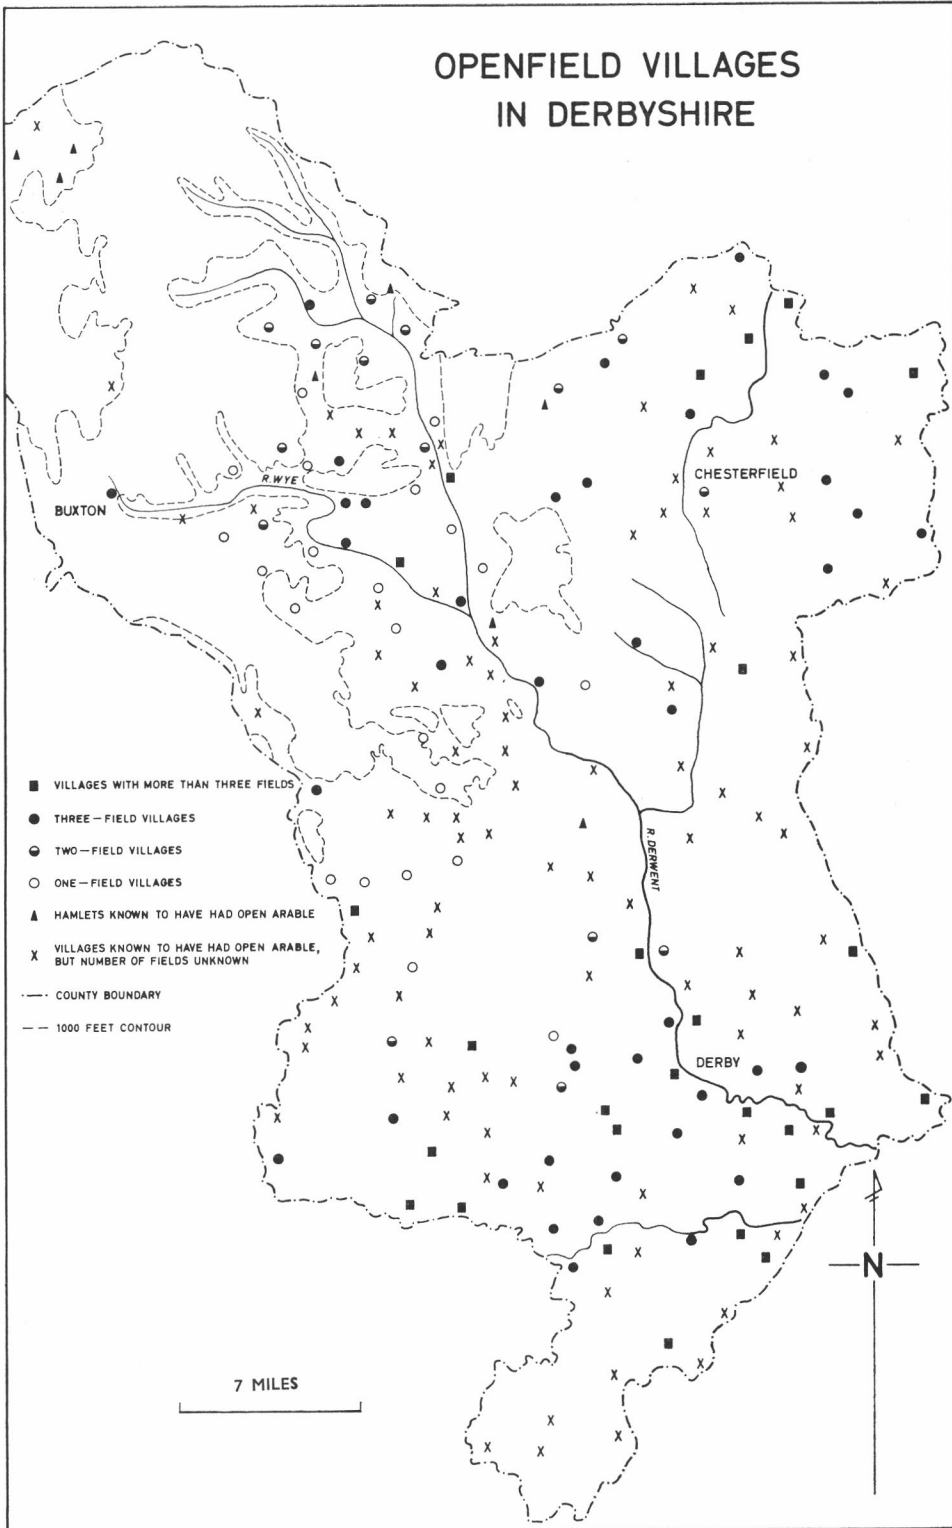 OPENFIELD VILLAGES
IN DERBYSHIRE
R. WYE
BUXTON
CHESTERFIELD
VILLAGES WITH MORE THAN THREE FIELDS
THREE-FIELD VILLAGES
TWO-FIELD VILLAGES
ONE-FIELD VILLAGES
HAMLETS KNOWN TO HAVE HAD OPEN ARABLE
VILLAGES KNOWN TO HAVE HAD OPEN ARABLE,
BUT NUMBER OF FIELDS UNKNOWN
COUNTY BOUNDARY
1000 FEET CONTOUR
R. DERWENT
DERBY
N
7 MILES